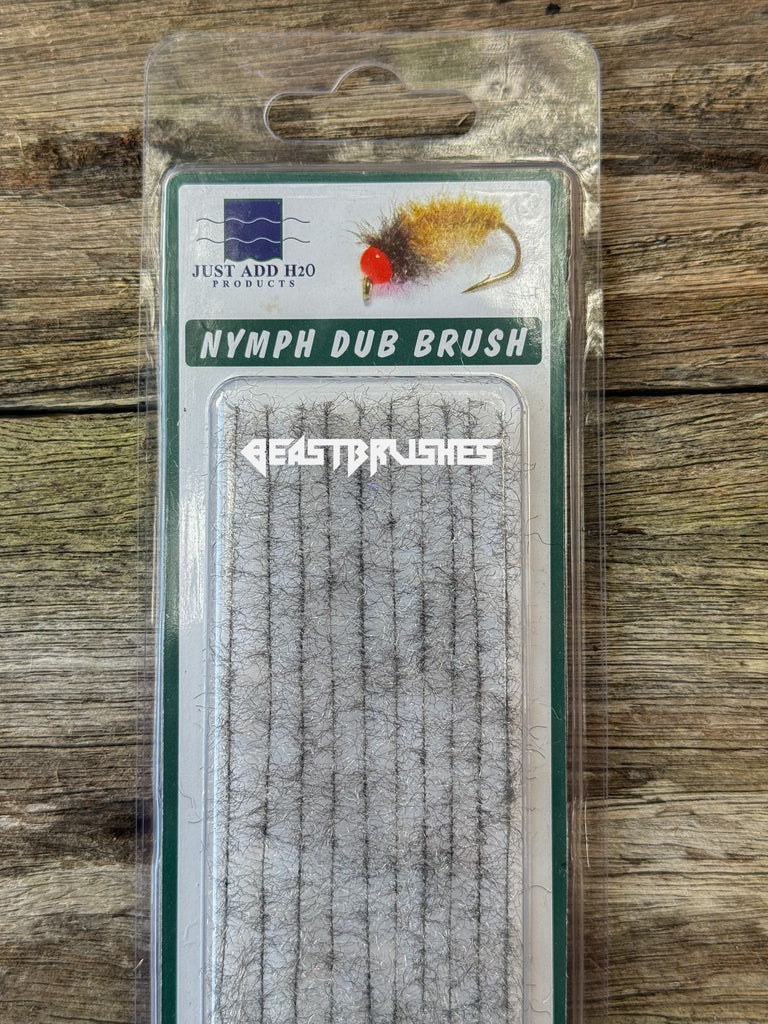 JUST ADD H2O
PRODUCTS
NYMPH DUB BRUSH
BEASTBRUSHES